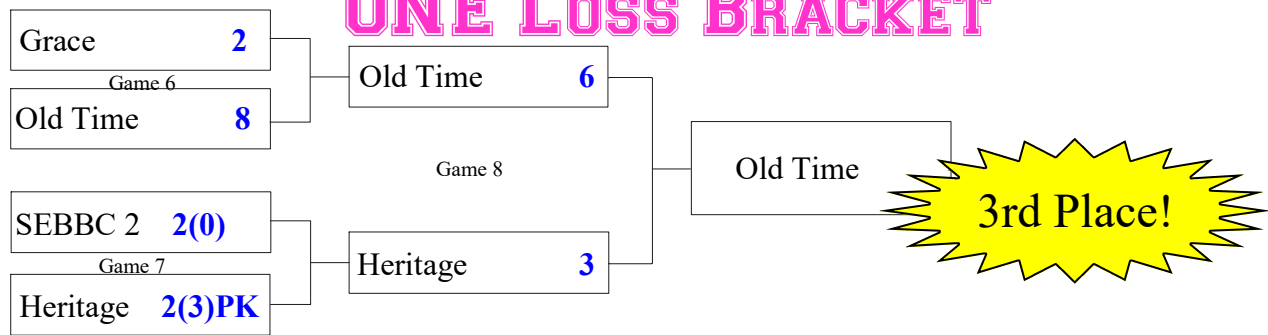 ONE LOSS BRACKET
Grace 2
Game 6
Old Time 8
Old Time 6
Game 8
Old Time
3rd Place!
SEBBC 2 2(0)
Game 7
Heritage 2(3)PK
Heritage 3